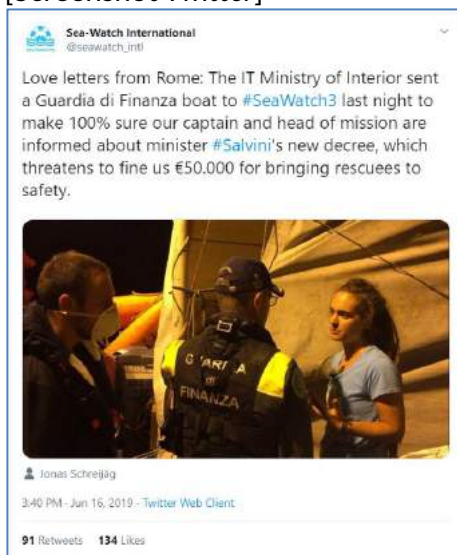 Sea-Watch International
@seawatch_intl
Love letters from Rome: The IT Ministry of Interior sent
a Guardia di Finanza boat to #SeaWatch3 last night to
make 100% sure our captain and head of mission are
informed about minister #Salvini's new decree, which
threatens to fine us €50.000 for bringing rescuees to
safety.
GUARDIA
di
FINANZA
Jonas Schreijäg
3:40 PM - Jun 16, 2019 - Twitter Web Client
91 Retweets 134 Likes